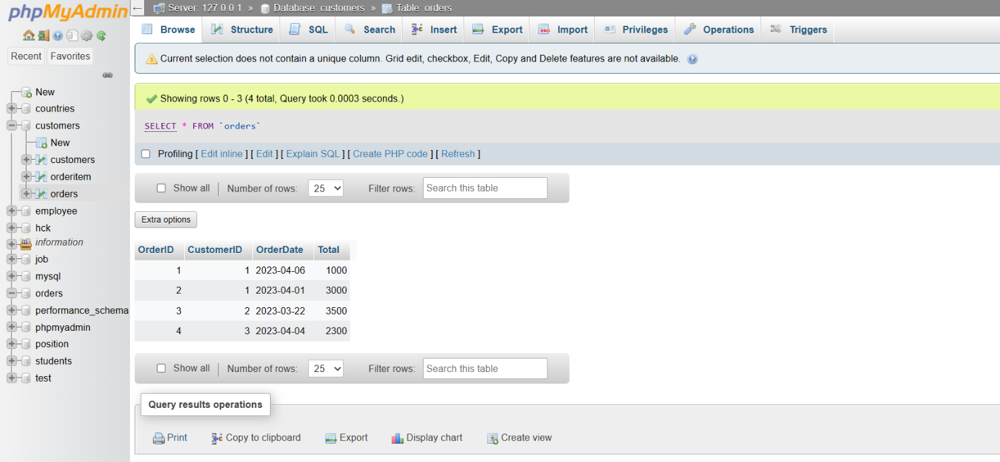 phpMyAdmin
Recent Favorites
New
countries
customers
New
customers
orderitem
orders
employee
hck
information
job
mysql
orders
performance_schema
phpmyadmin
position
students
test
← Server: 127.0.0.1 » Database: customers » Table: orders
Browse Structure SQL Search Insert Export Import Privileges Operations Triggers
Current selection does not contain a unique column. Grid edit, checkbox, Edit, Copy and Delete features are not available.
Showing rows 0 - 3 (4 total, Query took 0.0003 seconds.)
SELECT * FROM `orders`
Profiling [ Edit inline ] [ Edit ] [ Explain SQL ] [ Create PHP code ] [ Refresh ]
Show all | Number of rows: 25 Filter rows: Search this table
Extra options
OrderID CustomerID OrderDate Total
1 1 2023-04-06 1000
2 1 2023-04-01 3000
3 2 2023-03-22 3500
4 3 2023-04-04 2300
Show all | Number of rows: 25 Filter rows: Search this table
Query results operations
Print Copy to clipboard Export Display chart Create view